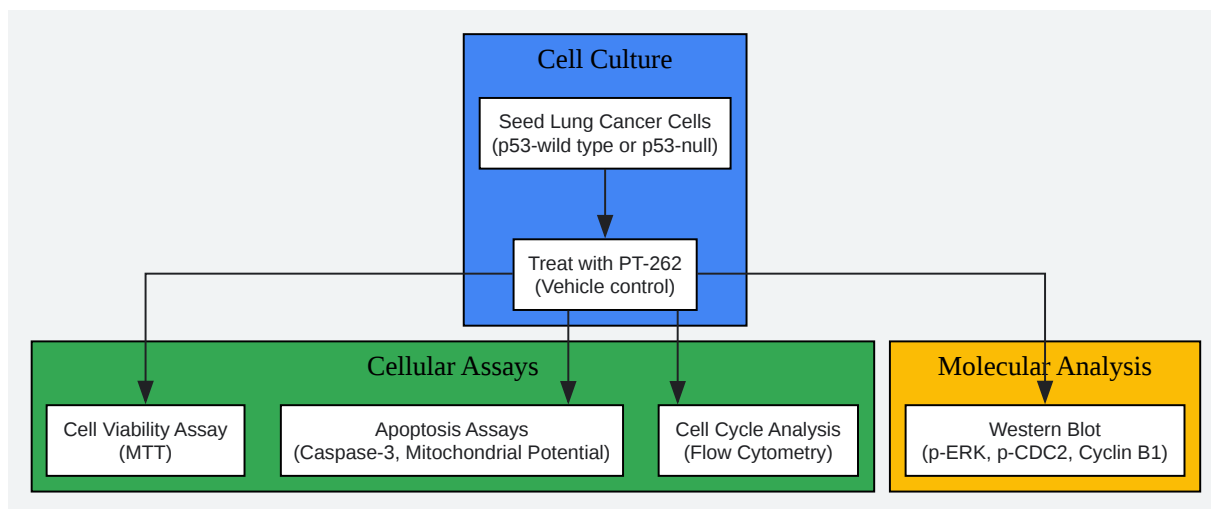 Cell Culture
Seed Lung Cancer Cells
(p53-wild type or p53-null)
Treat with PT-262
(Vehicle control)
Cellular Assays
Cell Viability Assay
(MTT)
Apoptosis Assays
(Caspase-3, Mitochondrial Potential)
Cell Cycle Analysis
(Flow Cytometry)
Molecular Analysis
Western Blot
(p-ERK, p-CDC2, Cyclin B1)